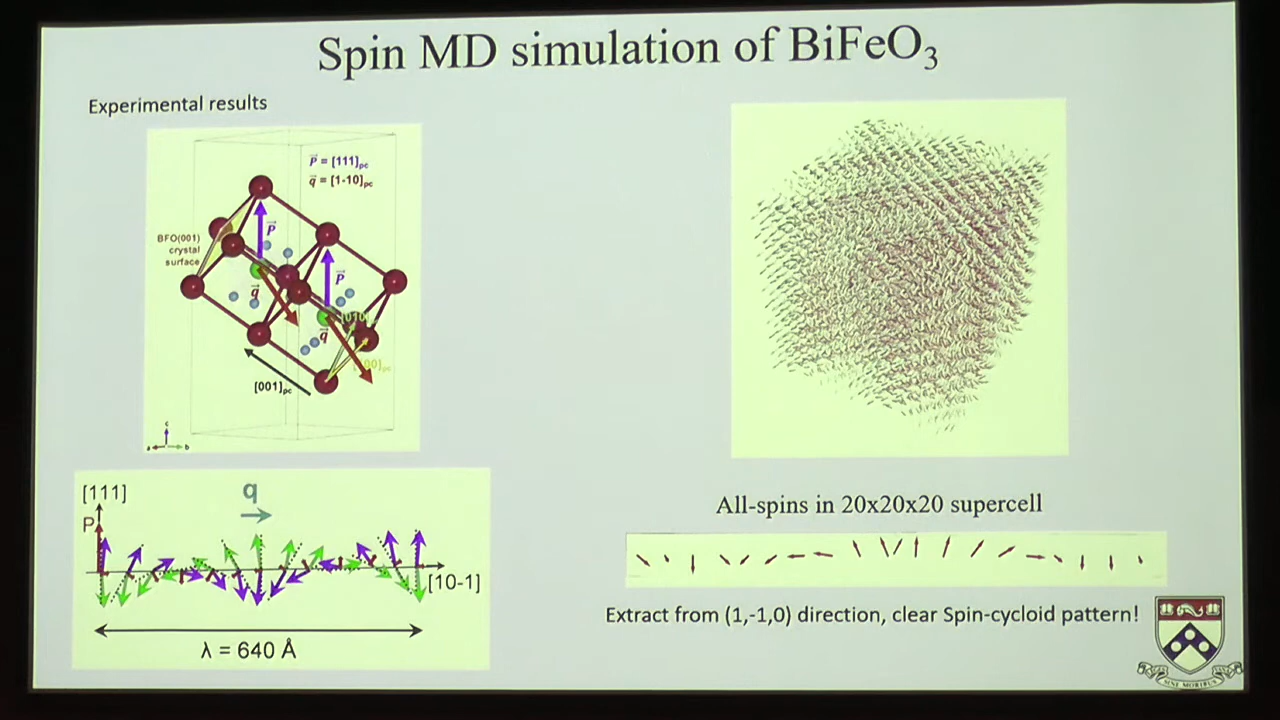 Spin MD simulation of BiFeO3
Experimental results
P = [111]pc
q = [1-10]pc
BFO(001)
crystal
surface
P
P
q
q
[010]
[001]pc
c
a
b
[111]
q
P
[10-1]
λ = 640 Å
All-spins in 20x20x20 supercell
Extract from (1,-1,0) direction, clear Spin-cycloid pattern!